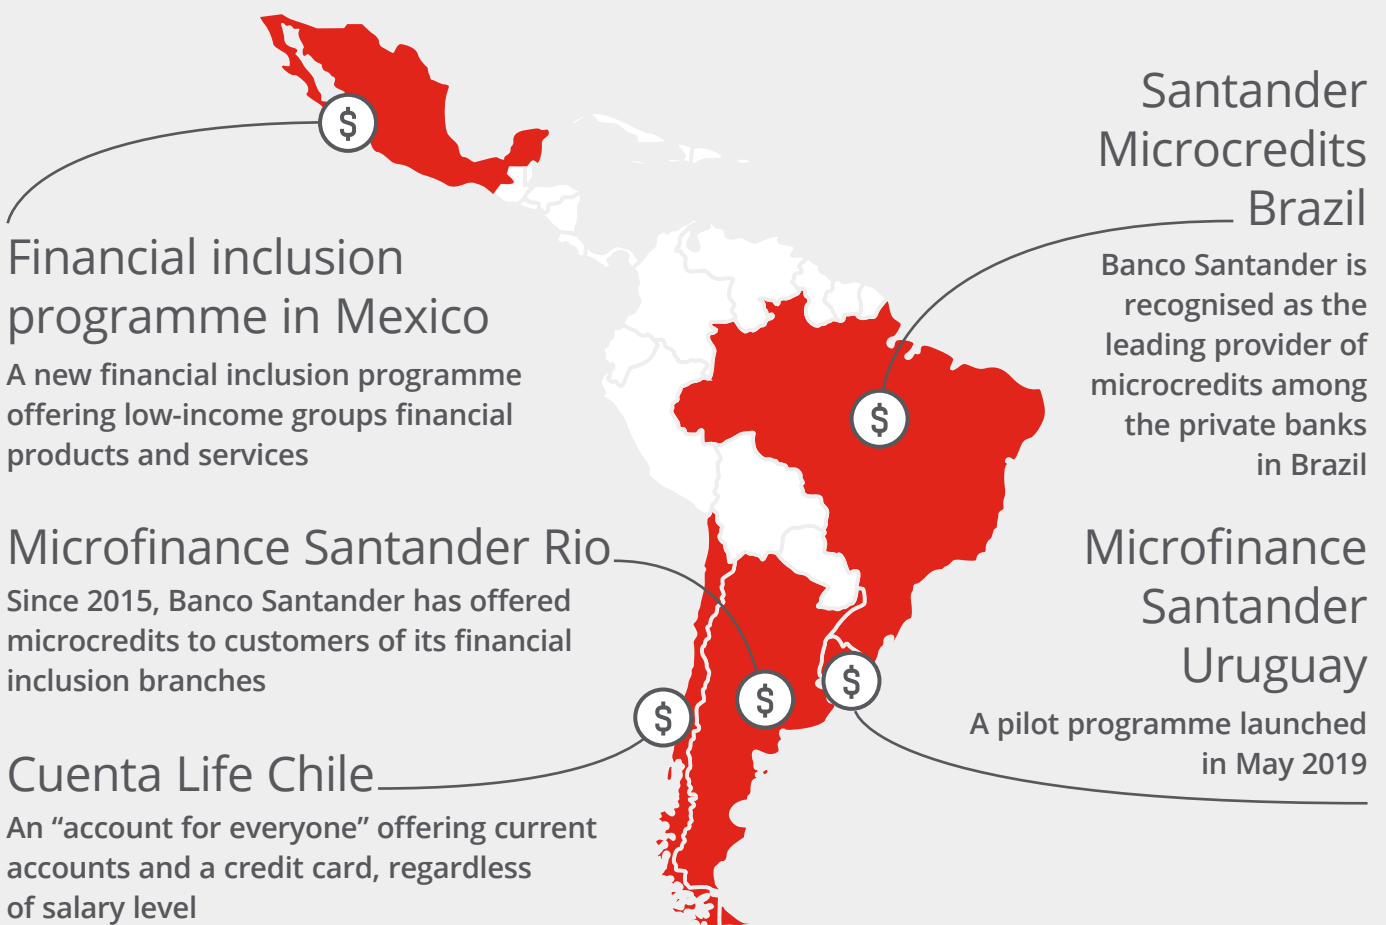 Financial inclusion
programme in Mexico
A new financial inclusion programme
offering low-income groups financial
products and services
Microfinance Santander Rio
Since 2015, Banco Santander has offered
microcredits to customers of its financial
inclusion branches
Cuenta Life Chile
An “account for everyone” offering current
accounts and a credit card, regardless
of salary level
Santander
Microcredits
Brazil
Banco Santander is
recognised as the
leading provider of
microcredits among
the private banks
in Brazil
Microfinance
Santander
Uruguay
A pilot programme launched
in May 2019
$
$
$
$
$